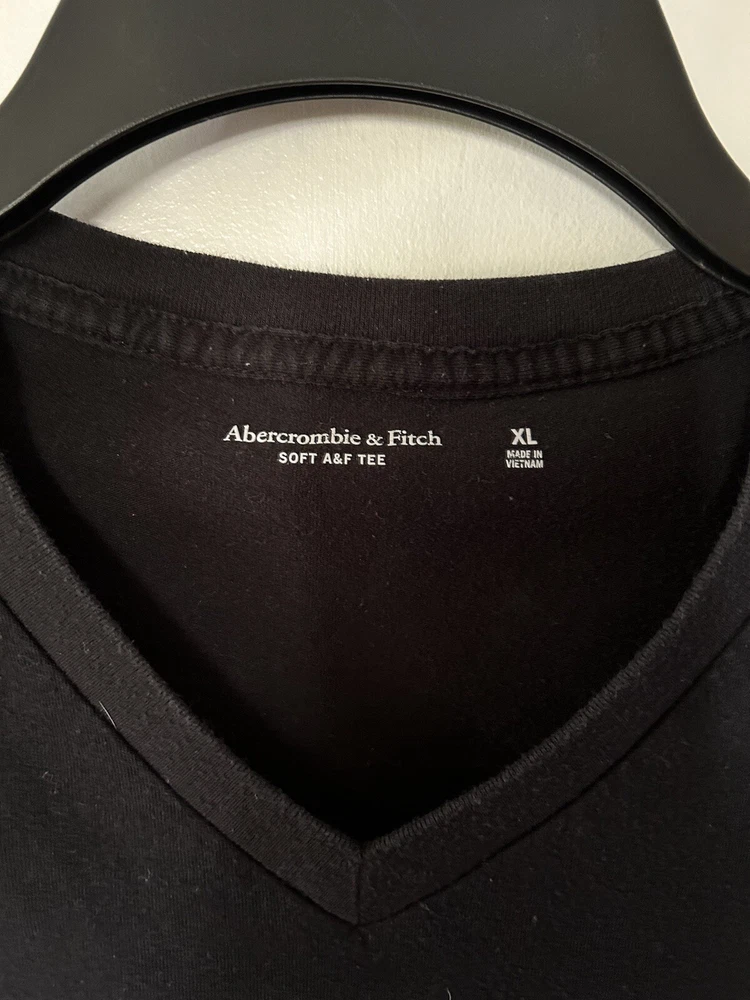 Abercrombie & Fitch
SOFT A&F TEE
XL
MADE IN
VIETNAM